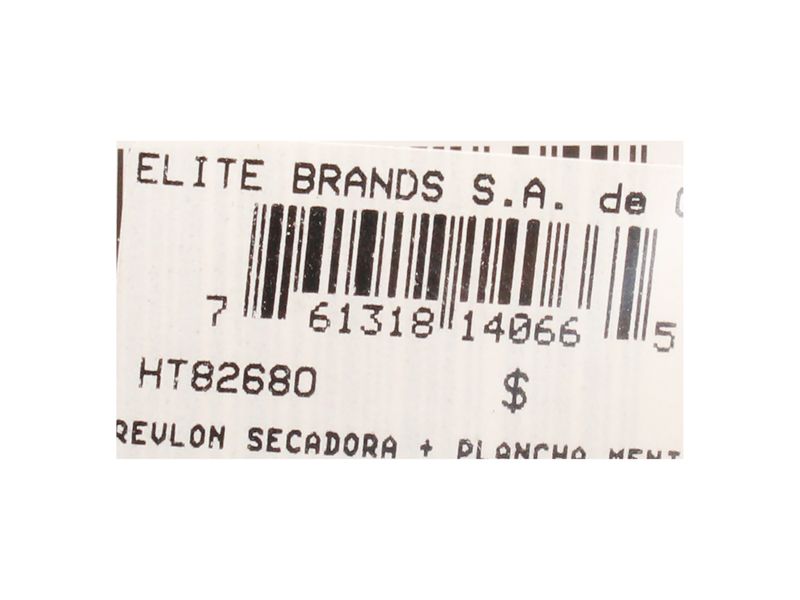 ELITE BRANDS S.A. de
7 61318 14066 5
HT82680 $
REVLON SECADORA + PLANCHA